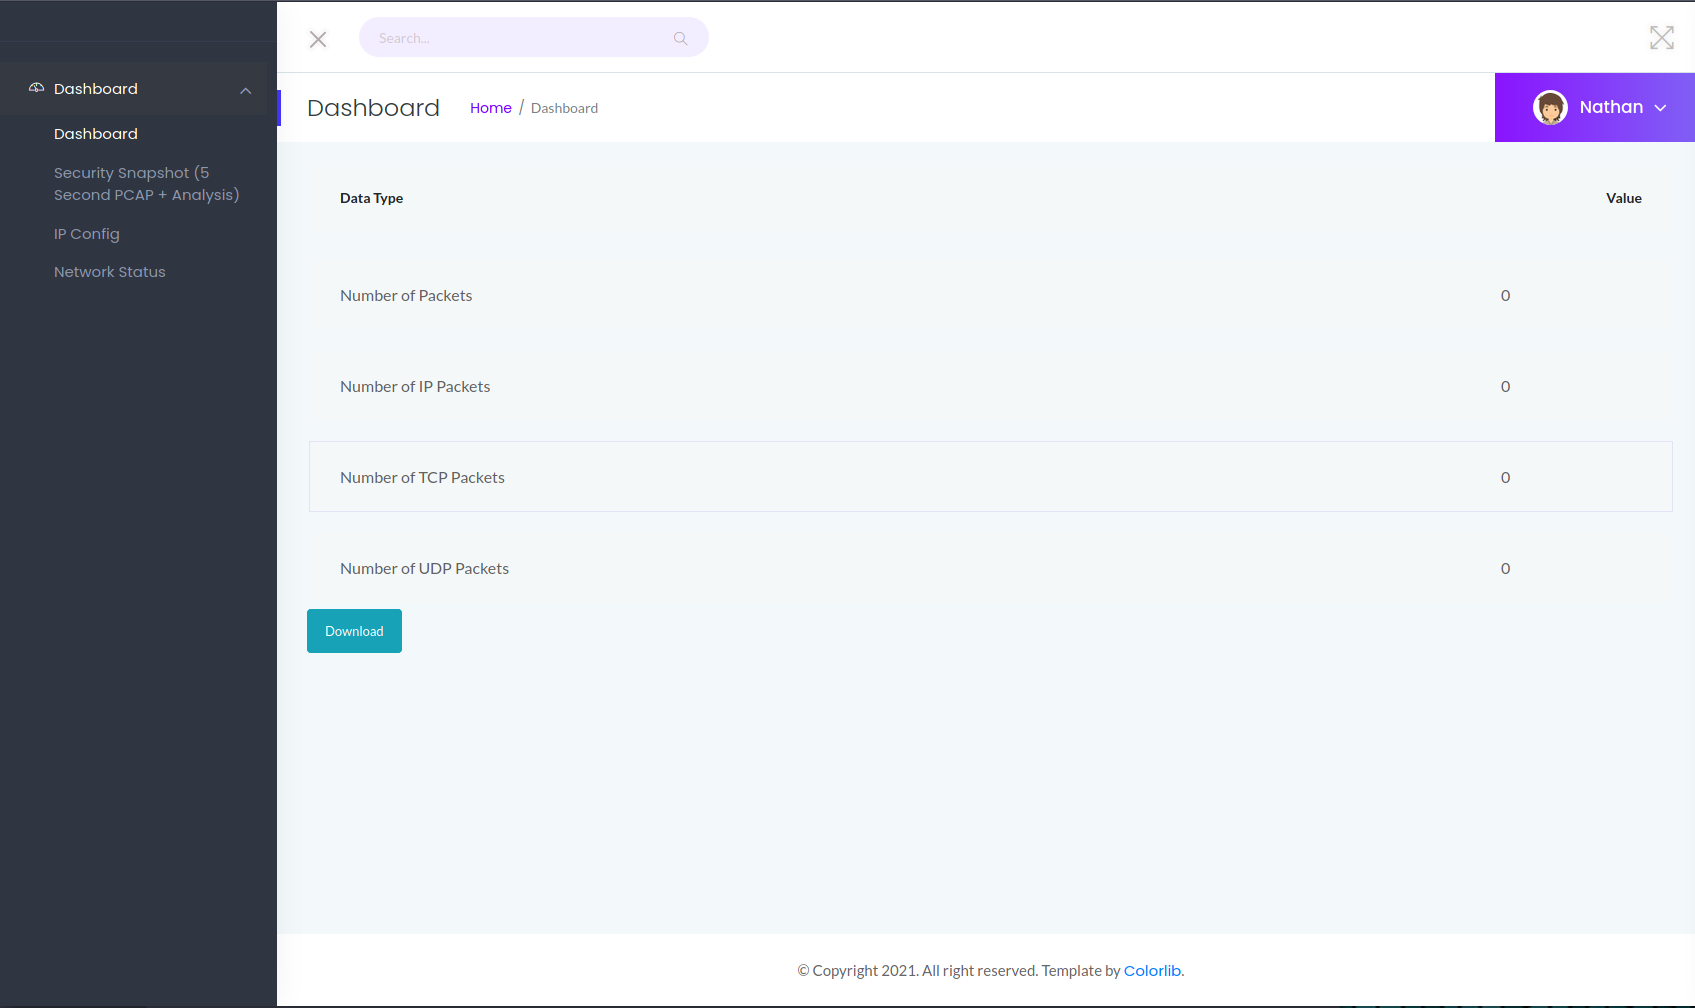 Search...
Dashboard
Dashboard
Security Snapshot (5
Second PCAP + Analysis)
IP Config
Network Status
Dashboard Home / Dashboard
Nathan
Data Type Value
Number of Packets 0
Number of IP Packets 0
Number of TCP Packets 0
Number of UDP Packets 0
Download
© Copyright 2021. All right reserved. Template by Colorlib.